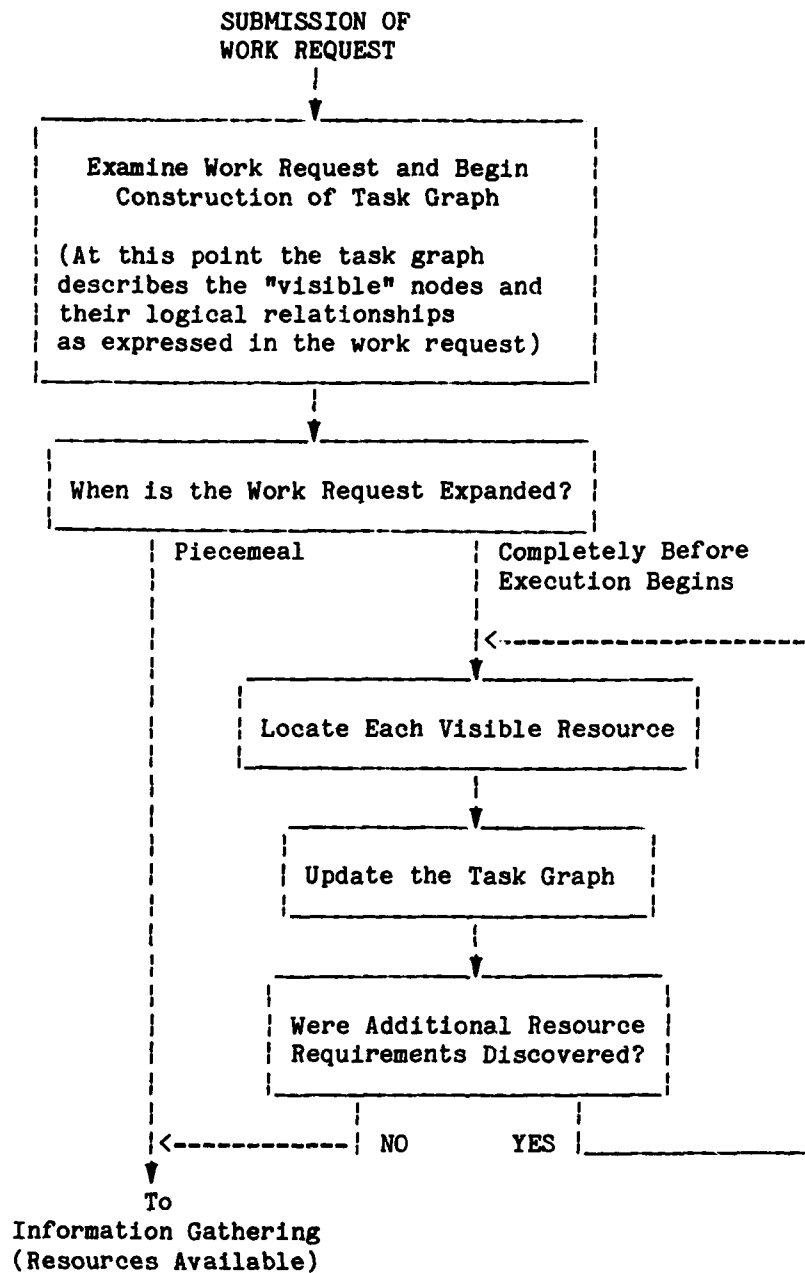 SUBMISSION OF
WORK REQUEST
Examine Work Request and Begin
Construction of Task Graph
(At this point the task graph
describes the "visible" nodes and
their logical relationships
as expressed in the work request)
When is the Work Request Expanded?
Piecemeal
Completely Before
Execution Begins
Locate Each Visible Resource
Update the Task Graph
Were Additional Resource
Requirements Discovered?
NO YES
To
Information Gathering
(Resources Available)